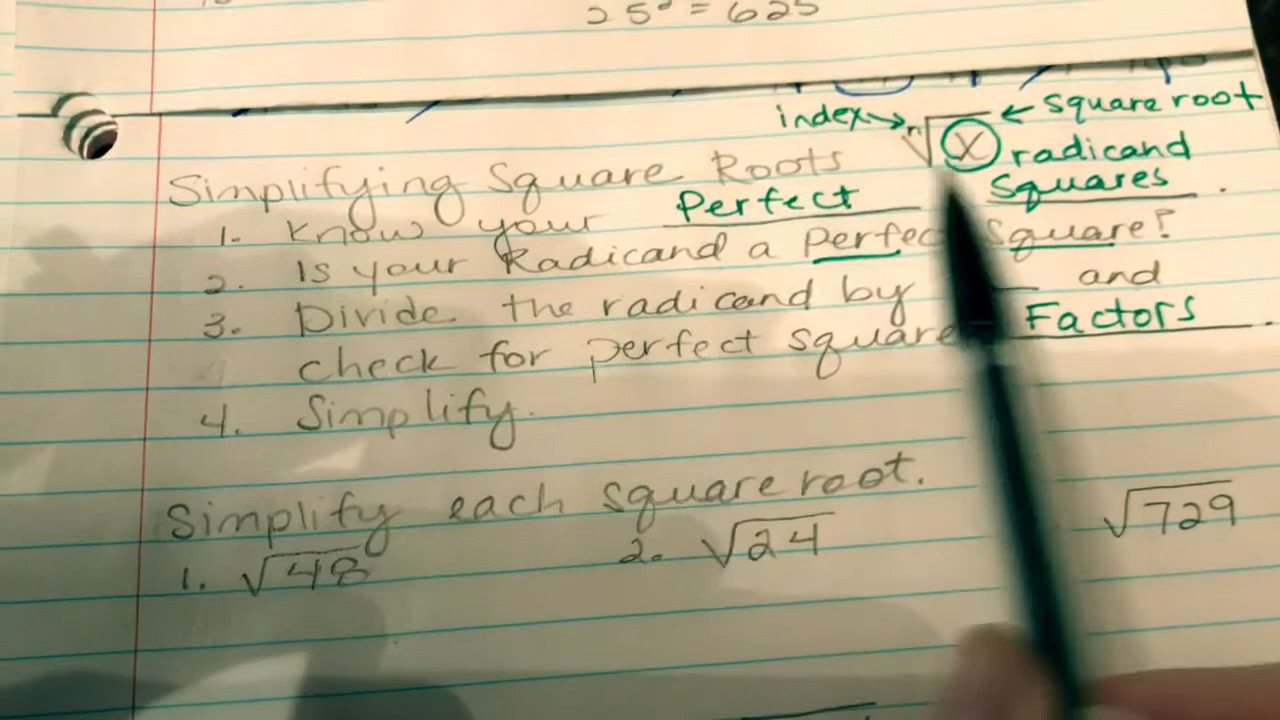 25² = 625
index→ ⁿ√x ← square root
radicand
Simplifying Square Roots
1. Know your Perfect Squares.
2. Is your Radicand a Perfect Square?
3. Divide the radicand by and
check for perfect square Factors.
4. Simplify.
Simplify each square root.
1. √48 2. √24 √729